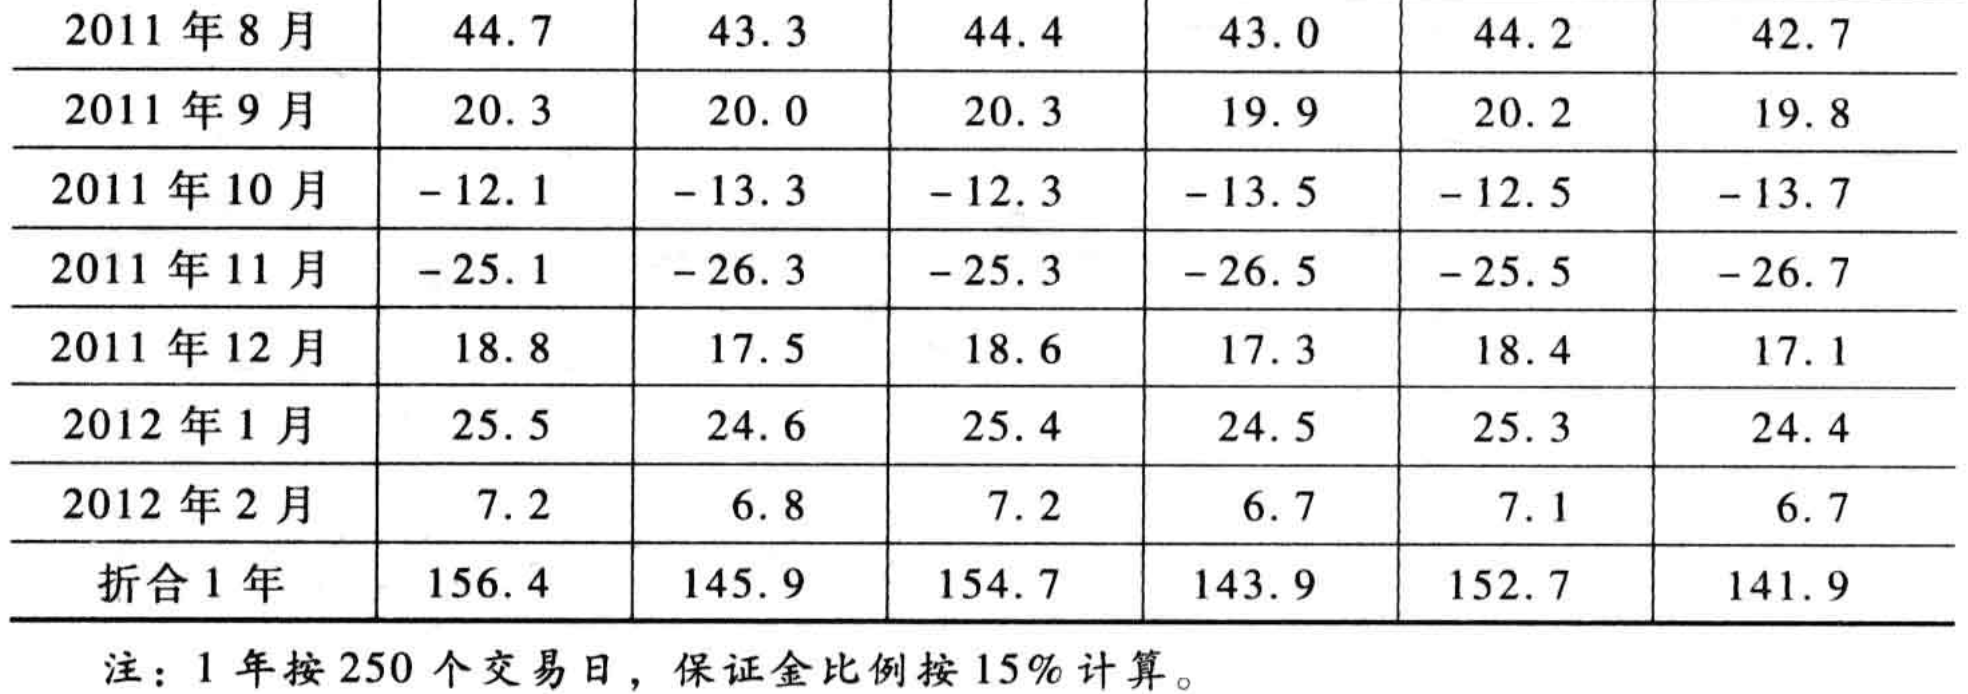 2011 年 8 月 44.7 43.3 44.4 43.0 44.2 42.7
2011 年 9 月 20.3 20.0 20.3 19.9 20.2 19.8
2011 年 10 月 -12.1 -13.3 -12.3 -13.5 -12.5 -13.7
2011 年 11 月 -25.1 -26.3 -25.3 -26.5 -25.5 -26.7
2011 年 12 月 18.8 17.5 18.6 17.3 18.4 17.1
2012 年 1 月 25.5 24.6 25.4 24.5 25.3 24.4
2012 年 2 月 7.2 6.8 7.2 6.7 7.1 6.7
折合 1 年 156.4 145.9 154.7 143.9 152.7 141.9
注：1 年按 250 个交易日，保证金比例按 15% 计算。